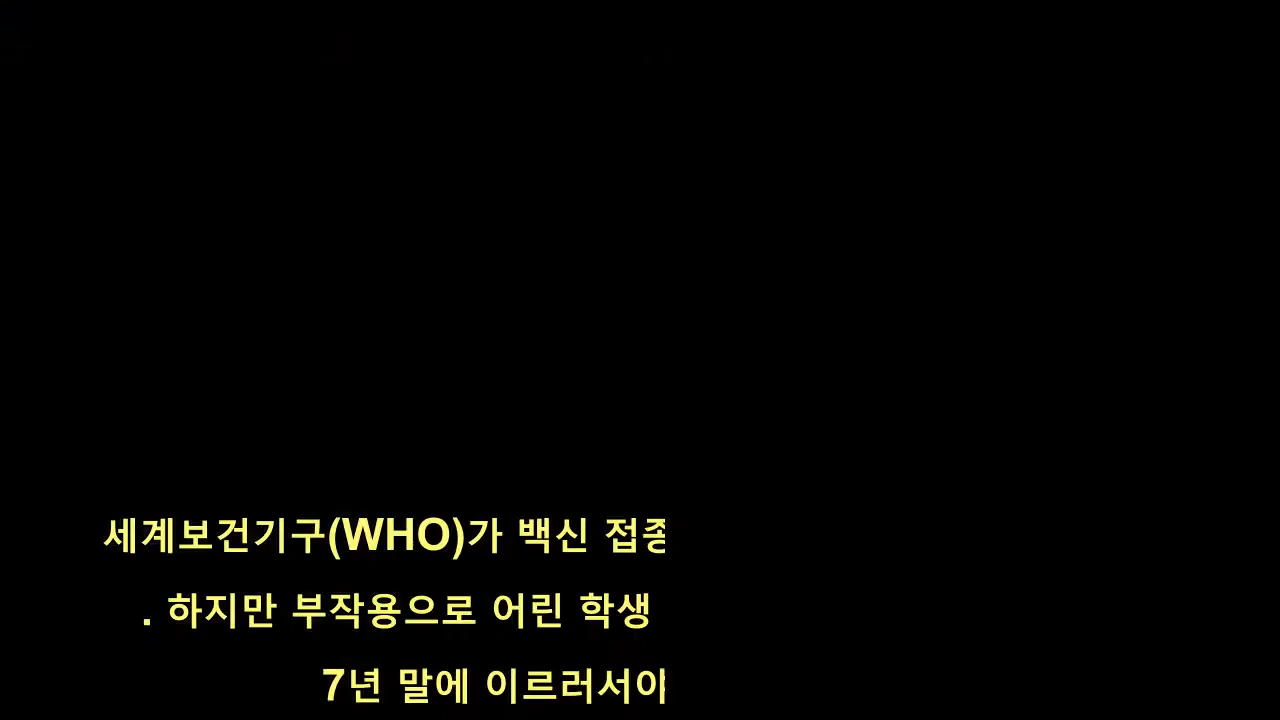 세계보건기구(WHO)가 백신 접종
. 하지만 부작용으로 어린 학생
7년 말에 이르러서야